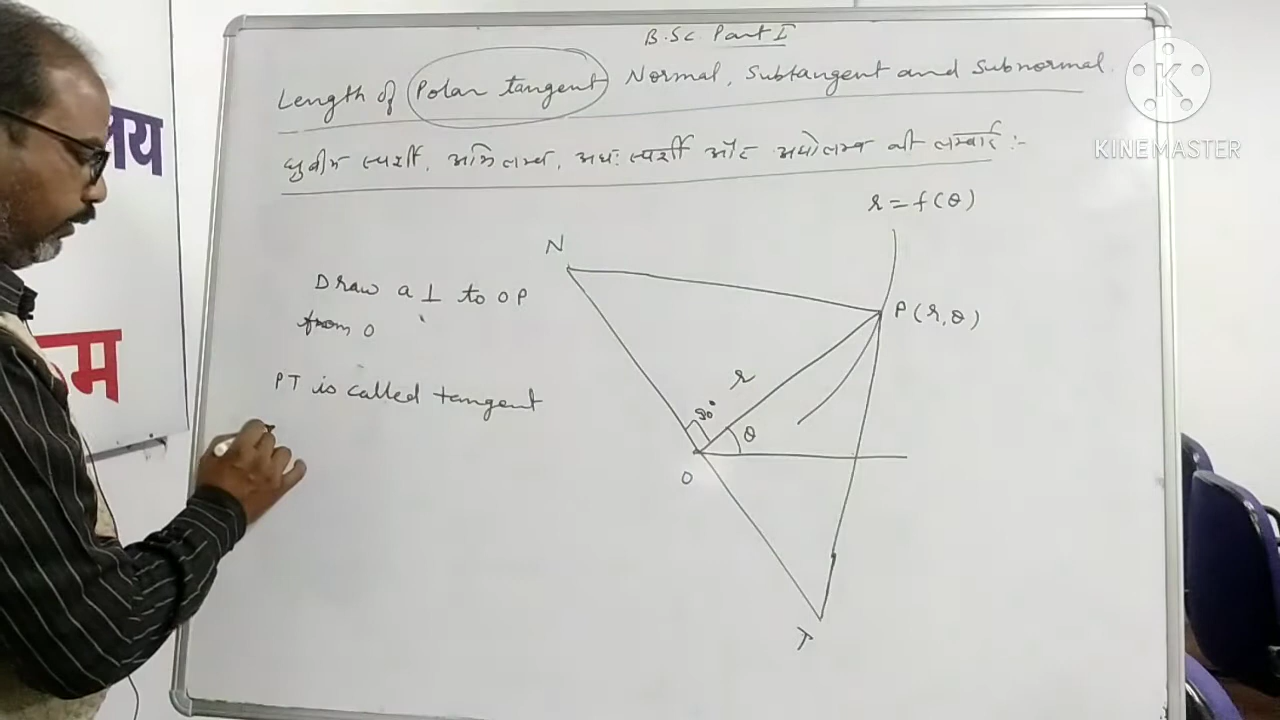 B.Sc Part I
Length of Polar tangent Normal, Subtangent and Subnormal.
ध्रुवीय स्पर्शी, अभिलम्ब, अधः स्पर्शी और अधोलम्ब की लम्बाई :-
r = f(θ)
N
Draw a ⊥ to OP
from O
P(r,θ)
PT is called tangent
r
90°
θ
O
T
KINEMASTER
K
लय
म